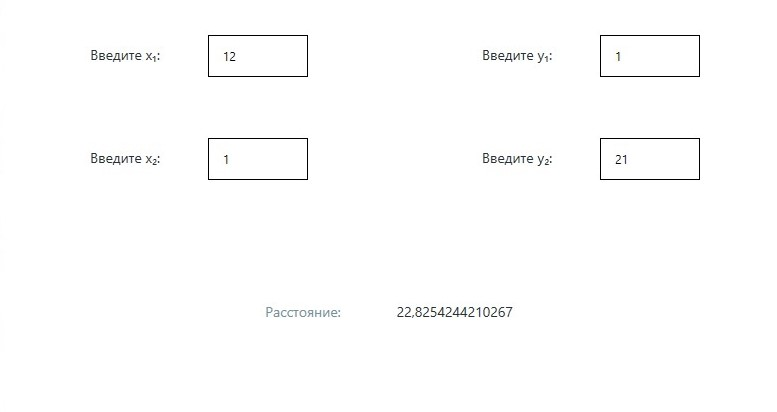 Введите x₁: 12 Введите y₁: 1
Введите x₂: 1 Введите y₂: 21
Расстояние: 22,8254244210267